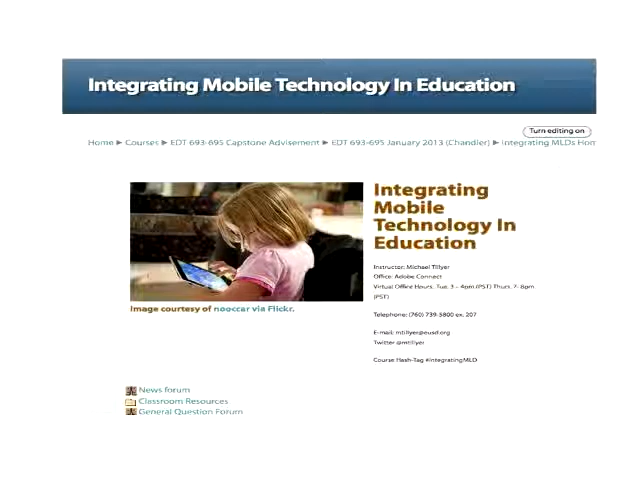 Integrating Mobile Technology In Education
Turn editing on
Home ► Courses ► EDT 693-695 Capstone Advisement ► EDT 693-695 January 2013 (Chandler) ► Integrating MLDs Hom
Integrating
Mobile
Technology In
Education
Instructor: Michael Tillyer
Office: Adobe Connect
Virtual Office Hours, Tue. 3 - 4pm (PST) Thurs. 7- 8pm
(PST)
Telephone: (760) 739-5800 ex. 207
E-mail: mtillyer@eusd.org
Twitter @mtillyer
Course Hash-Tag #IntegratingMLD
Image courtesy of nooccar via Flickr.
News forum
Classroom Resources
General Question Forum